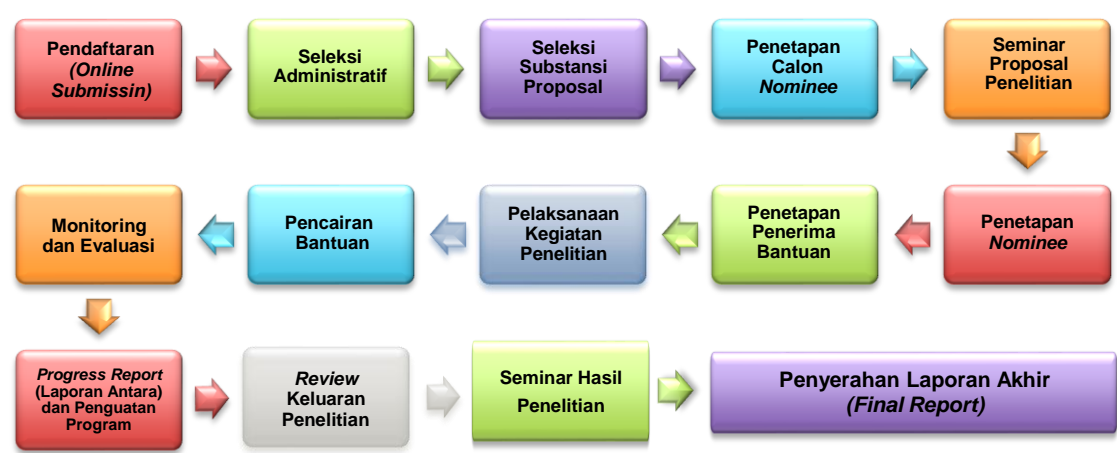 Pendaftaran
(Online
Submissin)
Seleksi
Administratif
Seleksi
Substansi
Proposal
Penetapan
Calon
Nominee
Seminar
Proposal
Penelitian
Penetapan
Nominee
Penetapan
Penerima
Bantuan
Pelaksanaan
Kegiatan
Penelitian
Pencairan
Bantuan
Monitoring
dan Evaluasi
Progress Report
(Laporan Antara)
dan Penguatan
Program
Review
Keluaran
Penelitian
Seminar Hasil
Penelitian
Penyerahan Laporan Akhir
(Final Report)